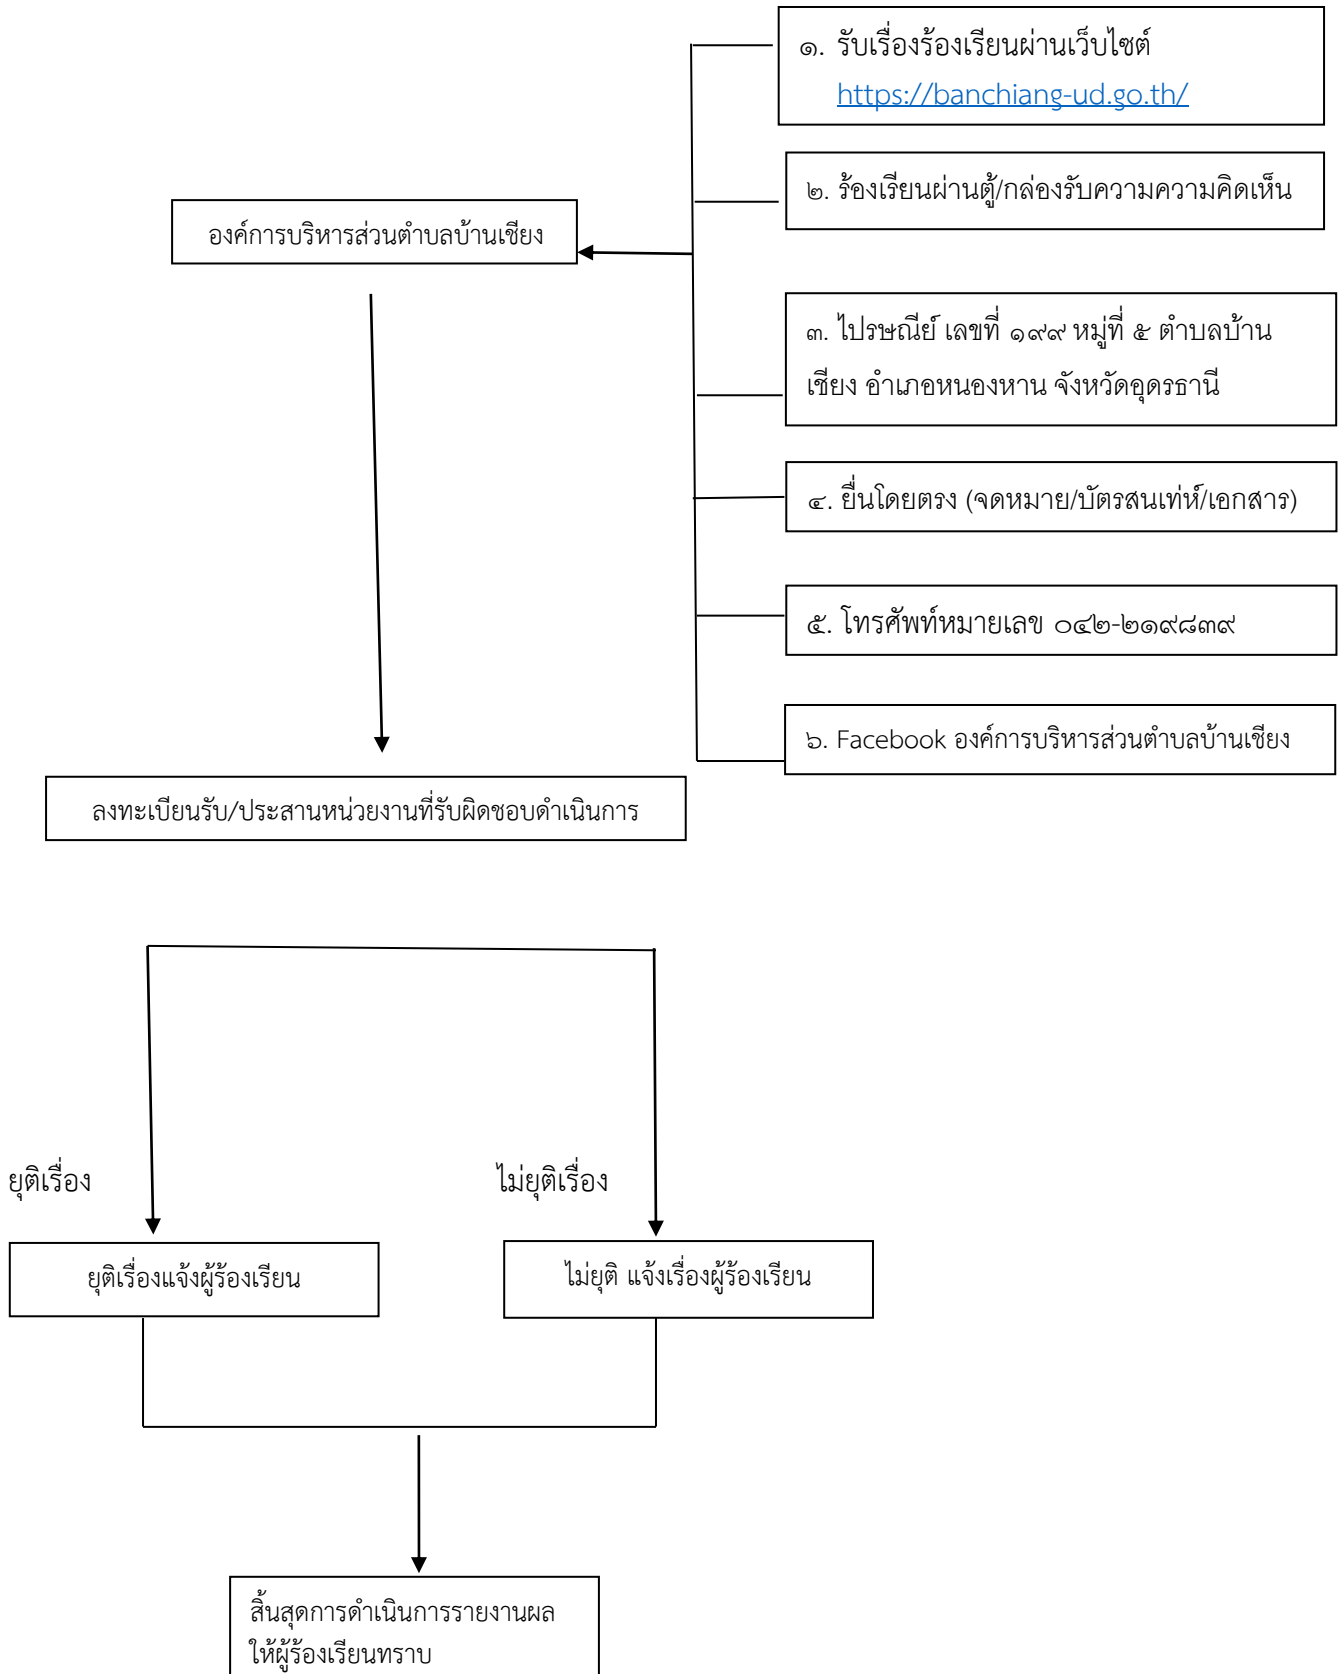 ๑. รับเรื่องร้องเรียนผ่านเว็บไซต์
https://banchiang-ud.go.th/
๒. ร้องเรียนผ่านตู้/กล่องรับความความคิดเห็น
องค์การบริหารส่วนตำบลบ้านเชียง
๓. ไปรษณีย์ เลขที่ ๑๙๙ หมู่ที่ ๕ ตำบลบ้าน
เชียง อำเภอหนองหาน จังหวัดอุดรธานี
๔. ยื่นโดยตรง (จดหมาย/บัตรสนเท่ห์/เอกสาร)
๕. โทรศัพท์หมายเลข ๐๔๒-๒๑๙๘๓๙
๖. Facebook องค์การบริหารส่วนตำบลบ้านเชียง
ลงทะเบียนรับ/ประสานหน่วยงานที่รับผิดชอบดำเนินการ
ยุติเรื่อง
ไม่ยุติเรื่อง
ยุติเรื่องแจ้งผู้ร้องเรียน
ไม่ยุติ แจ้งเรื่องผู้ร้องเรียน
สิ้นสุดการดำเนินการรายงานผล
ให้ผู้ร้องเรียนทราบ